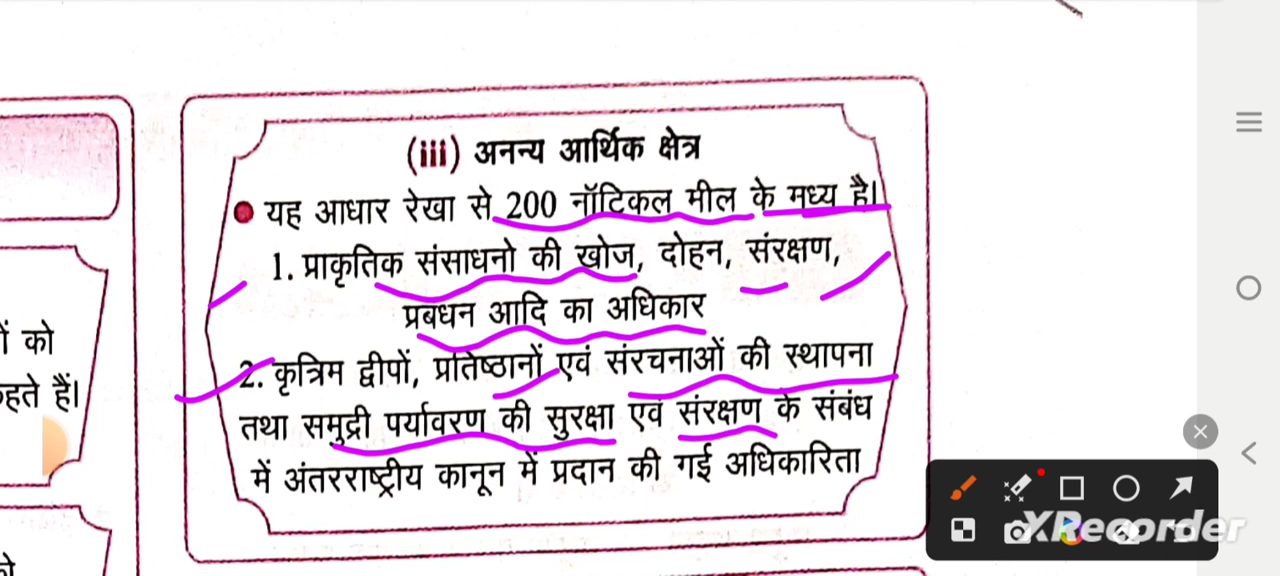 (iii) अनन्य आर्थिक क्षेत्र
यह आधार रेखा से 200 नॉटिकल मील के मध्य है।
1. प्राकृतिक संसाधनो की खोज, दोहन, संरक्षण,
प्रबधन आदि का अधिकार
2. कृत्रिम द्वीपों, प्रतिष्ठानों एवं संरचनाओं की स्थापना
तथा समुद्री पर्यावरण की सुरक्षा एवं संरक्षण के संबंध
में अंतरराष्ट्रीय कानून में प्रदान की गई अधिकारिता
को
हते हैं।
XRecorder